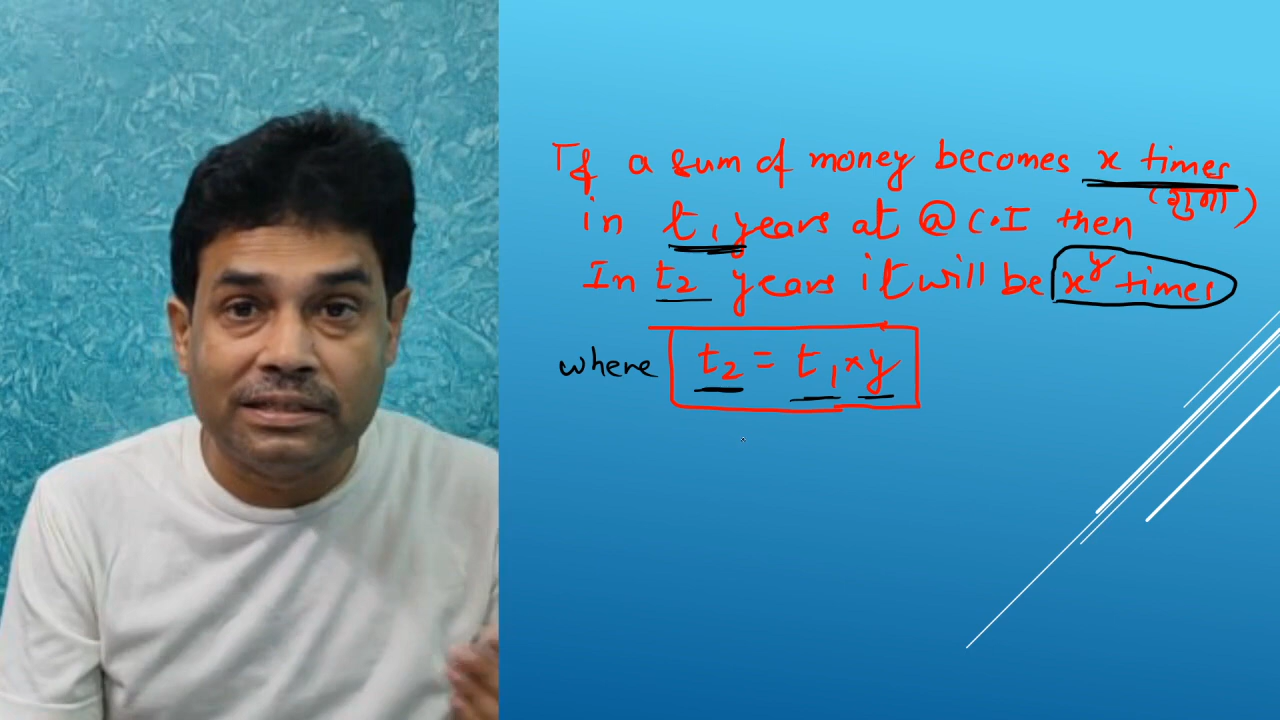 If a sum of money becomes x times
(गुना)
in t₁ years at @ C.I then
In t₂ years it will be xʸ times
where t₂ = t₁ × y